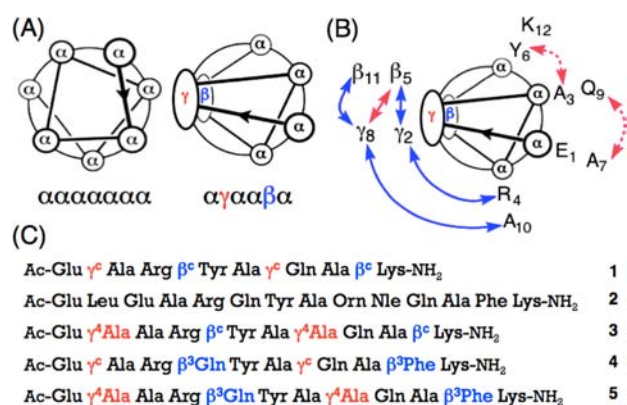 (A)
α α α α α α α
ααααααα
α α α α γ β
αγααβα
(B)
K12
Y6
β11 β5
γ8 γ2
α α α α γ β
A3 Q9
E1 A7
R4
A10
(C)
Ac-Glu γᶜ Ala Arg βᶜ Tyr Ala γᶜ Gln Ala βᶜ Lys-NH₂ 1
Ac-Glu Leu Glu Ala Arg Gln Tyr Ala Orn Nle Gln Ala Phe Lys-NH₂ 2
Ac-Glu γ⁴Ala Ala Arg βᶜ Tyr Ala γ⁴Ala Gln Ala βᶜ Lys-NH₂ 3
Ac-Glu γᶜ Ala Arg β³Gln Tyr Ala γᶜ Gln Ala β³Phe Lys-NH₂ 4
Ac-Glu γ⁴Ala Ala Arg β³Gln Tyr Ala γ⁴Ala Gln Ala β³Phe Lys-NH₂ 5